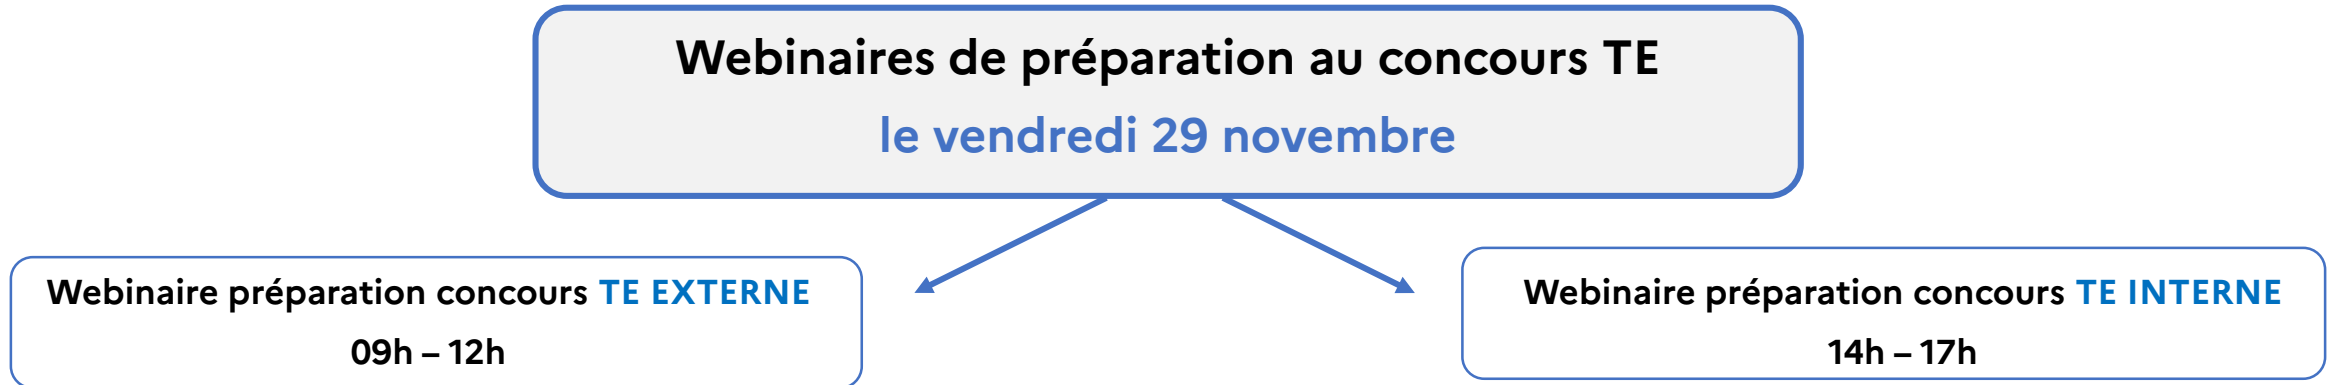 Webinaires de préparation au concours TE
le vendredi 29 novembre
Webinaire préparation concours TE EXTERNE
09h – 12h
Webinaire préparation concours TE INTERNE
14h – 17h